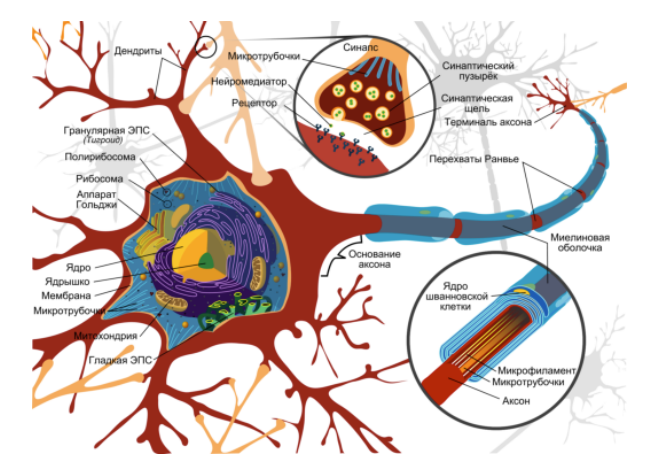 Дендриты
Микротрубочки
Синапс
Нейромедиатор
Рецептор
Синаптический
пузырёк
Синаптическая
щель
Терминаль аксона
Гранулярная ЭПС
(Тигроид)
Полирибосома
Рибосома
Аппарат
Гольджи
Перехваты Ранвье
Миелиновая
оболочка
Основание
аксона
Ядро
Ядрышко
Мембрана
Микротрубочки
Митохондрия
Гладкая ЭПС
Ядро
шванновской
клетки
Микрофиламент
Микротрубочки
Аксон